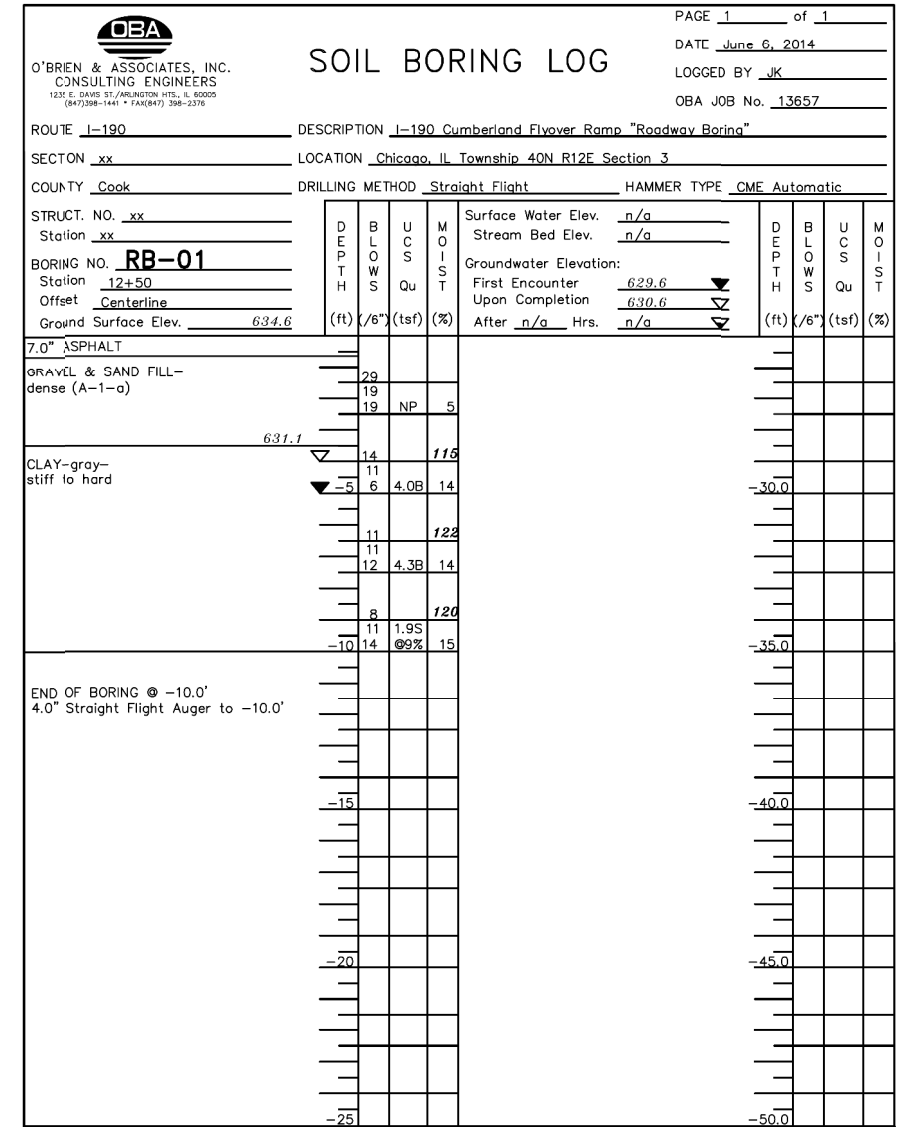 OBA
O'BRIEN & ASSOCIATES, INC.
CONSULTING ENGINEERS
1235 E. DAVIS ST./ARLINGTON HTS., IL 60005
(847)398-1441 * FAX(847) 398-2376
SOIL BORING LOG
PAGE 1 of 1
DATE June 6, 2014
LOGGED BY JK
OBA JOB No. 13657
ROUTE I-190 DESCRIPTION I-190 Cumberland Flyover Ramp "Roadway Boring"
SECTON xx LOCATION Chicago, IL Township 40N R12E Section 3
COUNTY Cook DRILLING METHOD Straight Flight HAMMER TYPE CME Automatic
STRUCT. NO. xx
Station xx
BORING NO. RB-01
Station 12+50
Offset Centerline
Ground Surface Elev. 634.6
DEPTH (ft)
BLOWS (/6")
UCS Qu (tsf)
MOIST (%)
Surface Water Elev. n/a
Stream Bed Elev. n/a
Groundwater Elevation:
First Encounter 629.6 ▼
Upon Completion 630.6 ▽
After n/a Hrs. n/a
DEPTH (ft)
BLOWS (/6")
UCS Qu (tsf)
MOIST (%)
7.0" ASPHALT
GRAVEL & SAND FILL-
dense (A-1-a)
29
19
19 NP 5
631.1
CLAY-gray-
stiff to hard
▽ 14 115
11
▼ -5 6 4.0B 14 -30.0
11 122
11
12 4.3B 14
8 120
11 1.9S
-10 14 @9% 15 -35.0
END OF BORING @ -10.0'
4.0" Straight Flight Auger to -10.0'
-15 -40.0
-20 -45.0
-25 -50.0